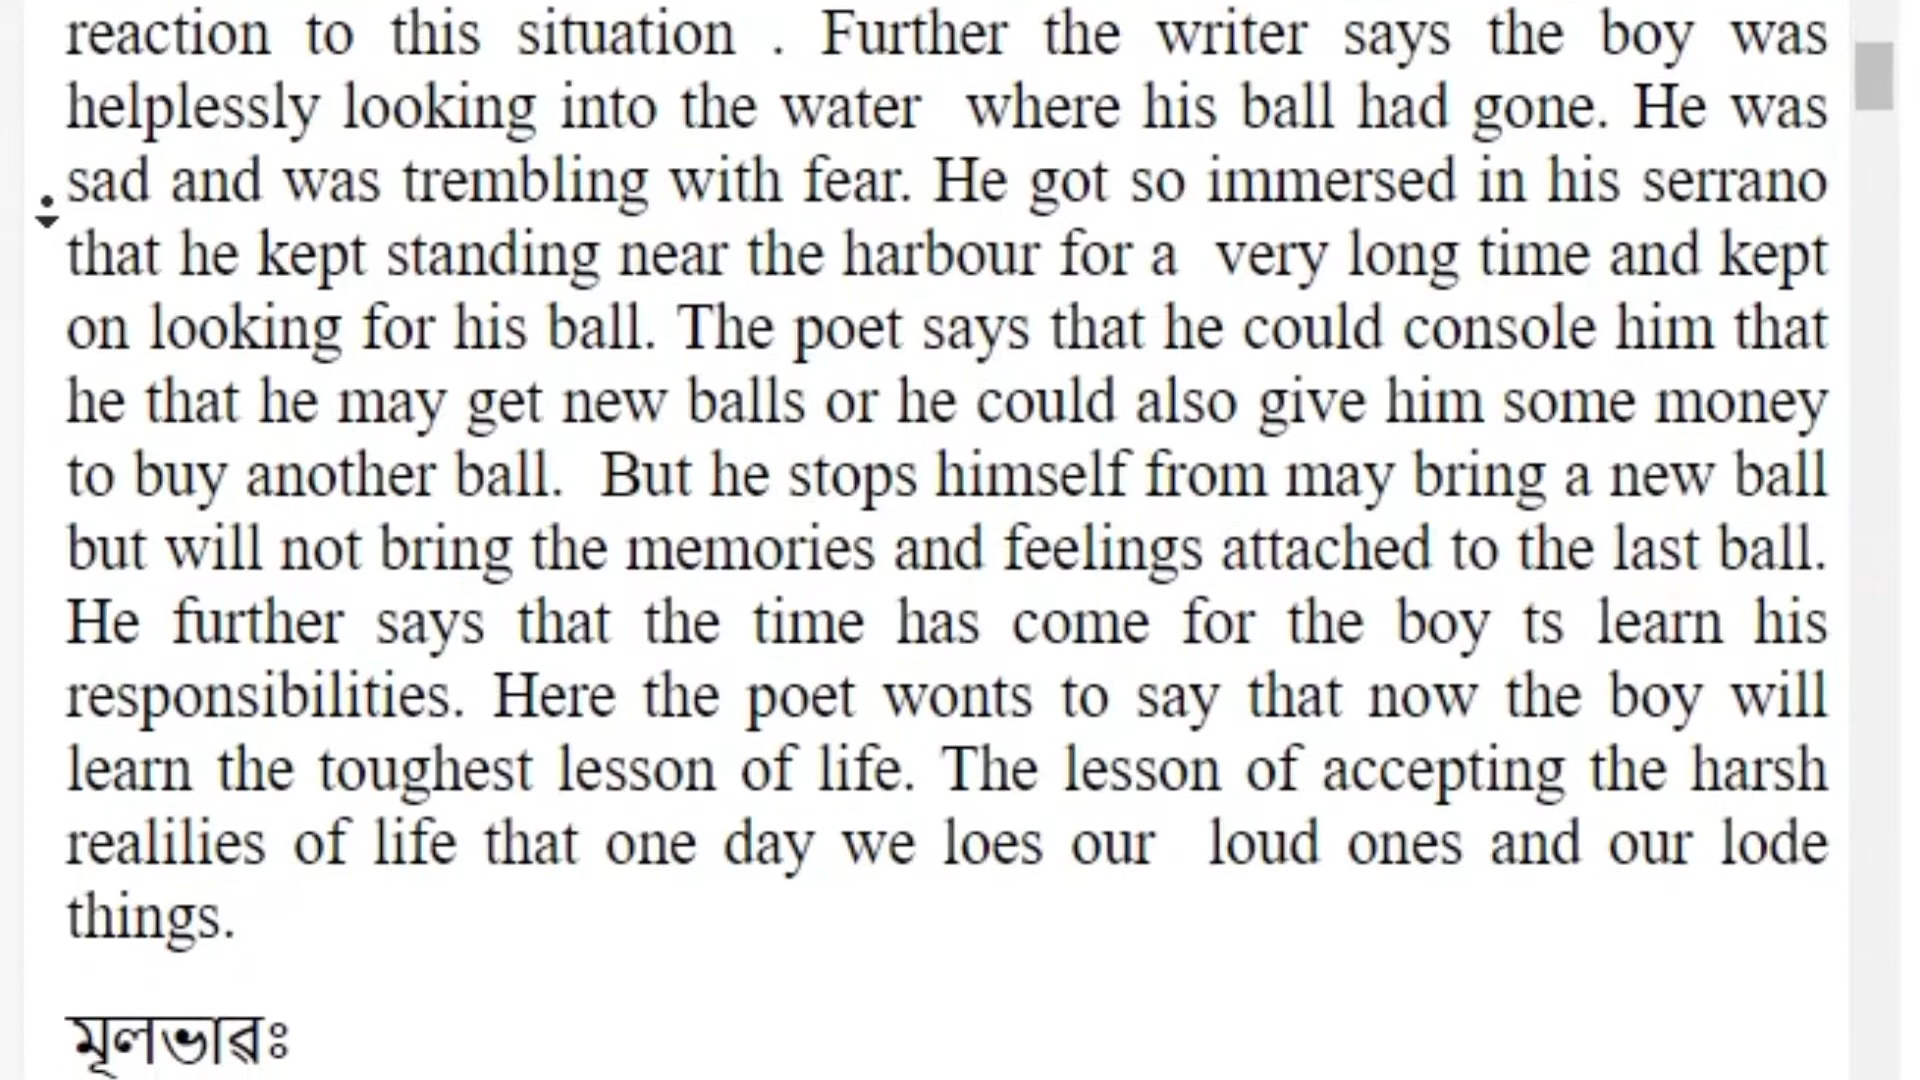 reaction to this situation . Further the writer says the boy was
helplessly looking into the water where his ball had gone. He was
sad and was trembling with fear. He got so immersed in his serrano
that he kept standing near the harbour for a very long time and kept
on looking for his ball. The poet says that he could console him that
he that he may get new balls or he could also give him some money
to buy another ball. But he stops himself from may bring a new ball
but will not bring the memories and feelings attached to the last ball.
He further says that the time has come for the boy ts learn his
responsibilities. Here the poet wonts to say that now the boy will
learn the toughest lesson of life. The lesson of accepting the harsh
realilies of life that one day we loes our loud ones and our lode
things.
মূলভাৱঃ